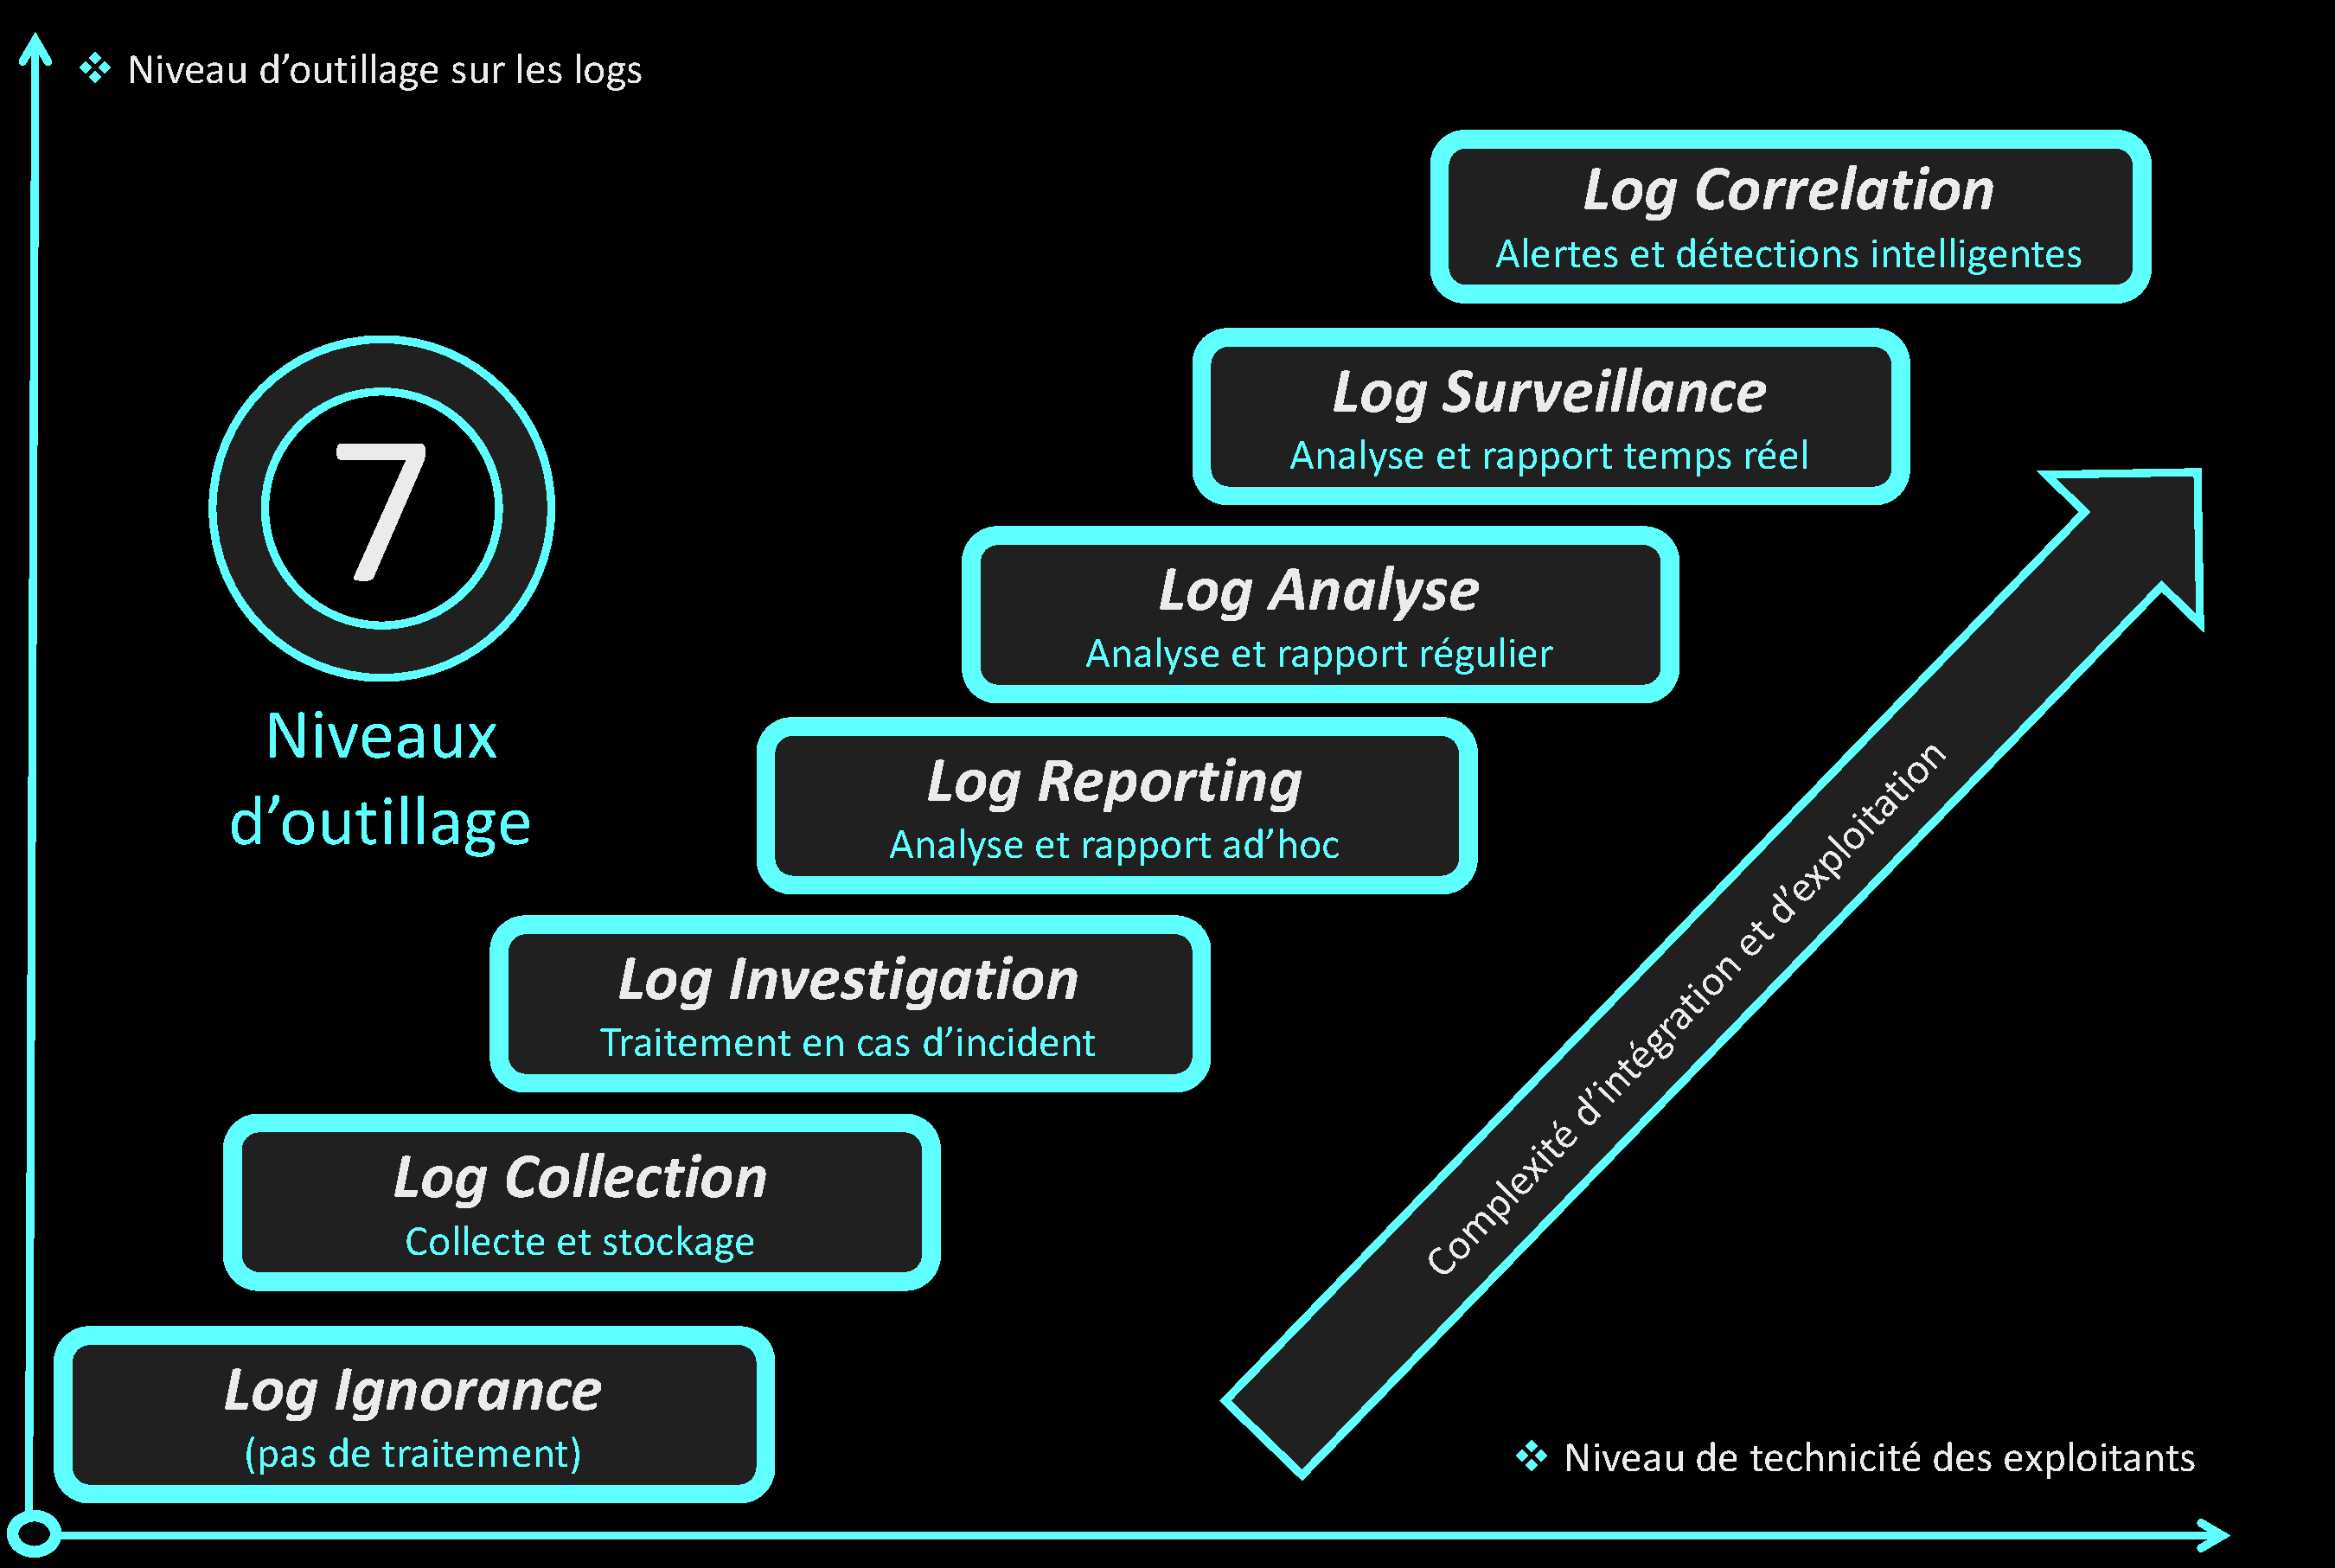 ❖ Niveau d’outillage sur les logs
Log Correlation
Alertes et détections intelligentes
Log Surveillance
Analyse et rapport temps réel
7
Niveaux
d’outillage
Log Analyse
Analyse et rapport régulier
Log Reporting
Analyse et rapport ad’hoc
Log Investigation
Traitement en cas d’incident
Log Collection
Collecte et stockage
Log Ignorance
(pas de traitement)
Complexité d’intégration et d’exploitation
❖ Niveau de technicité des exploitants